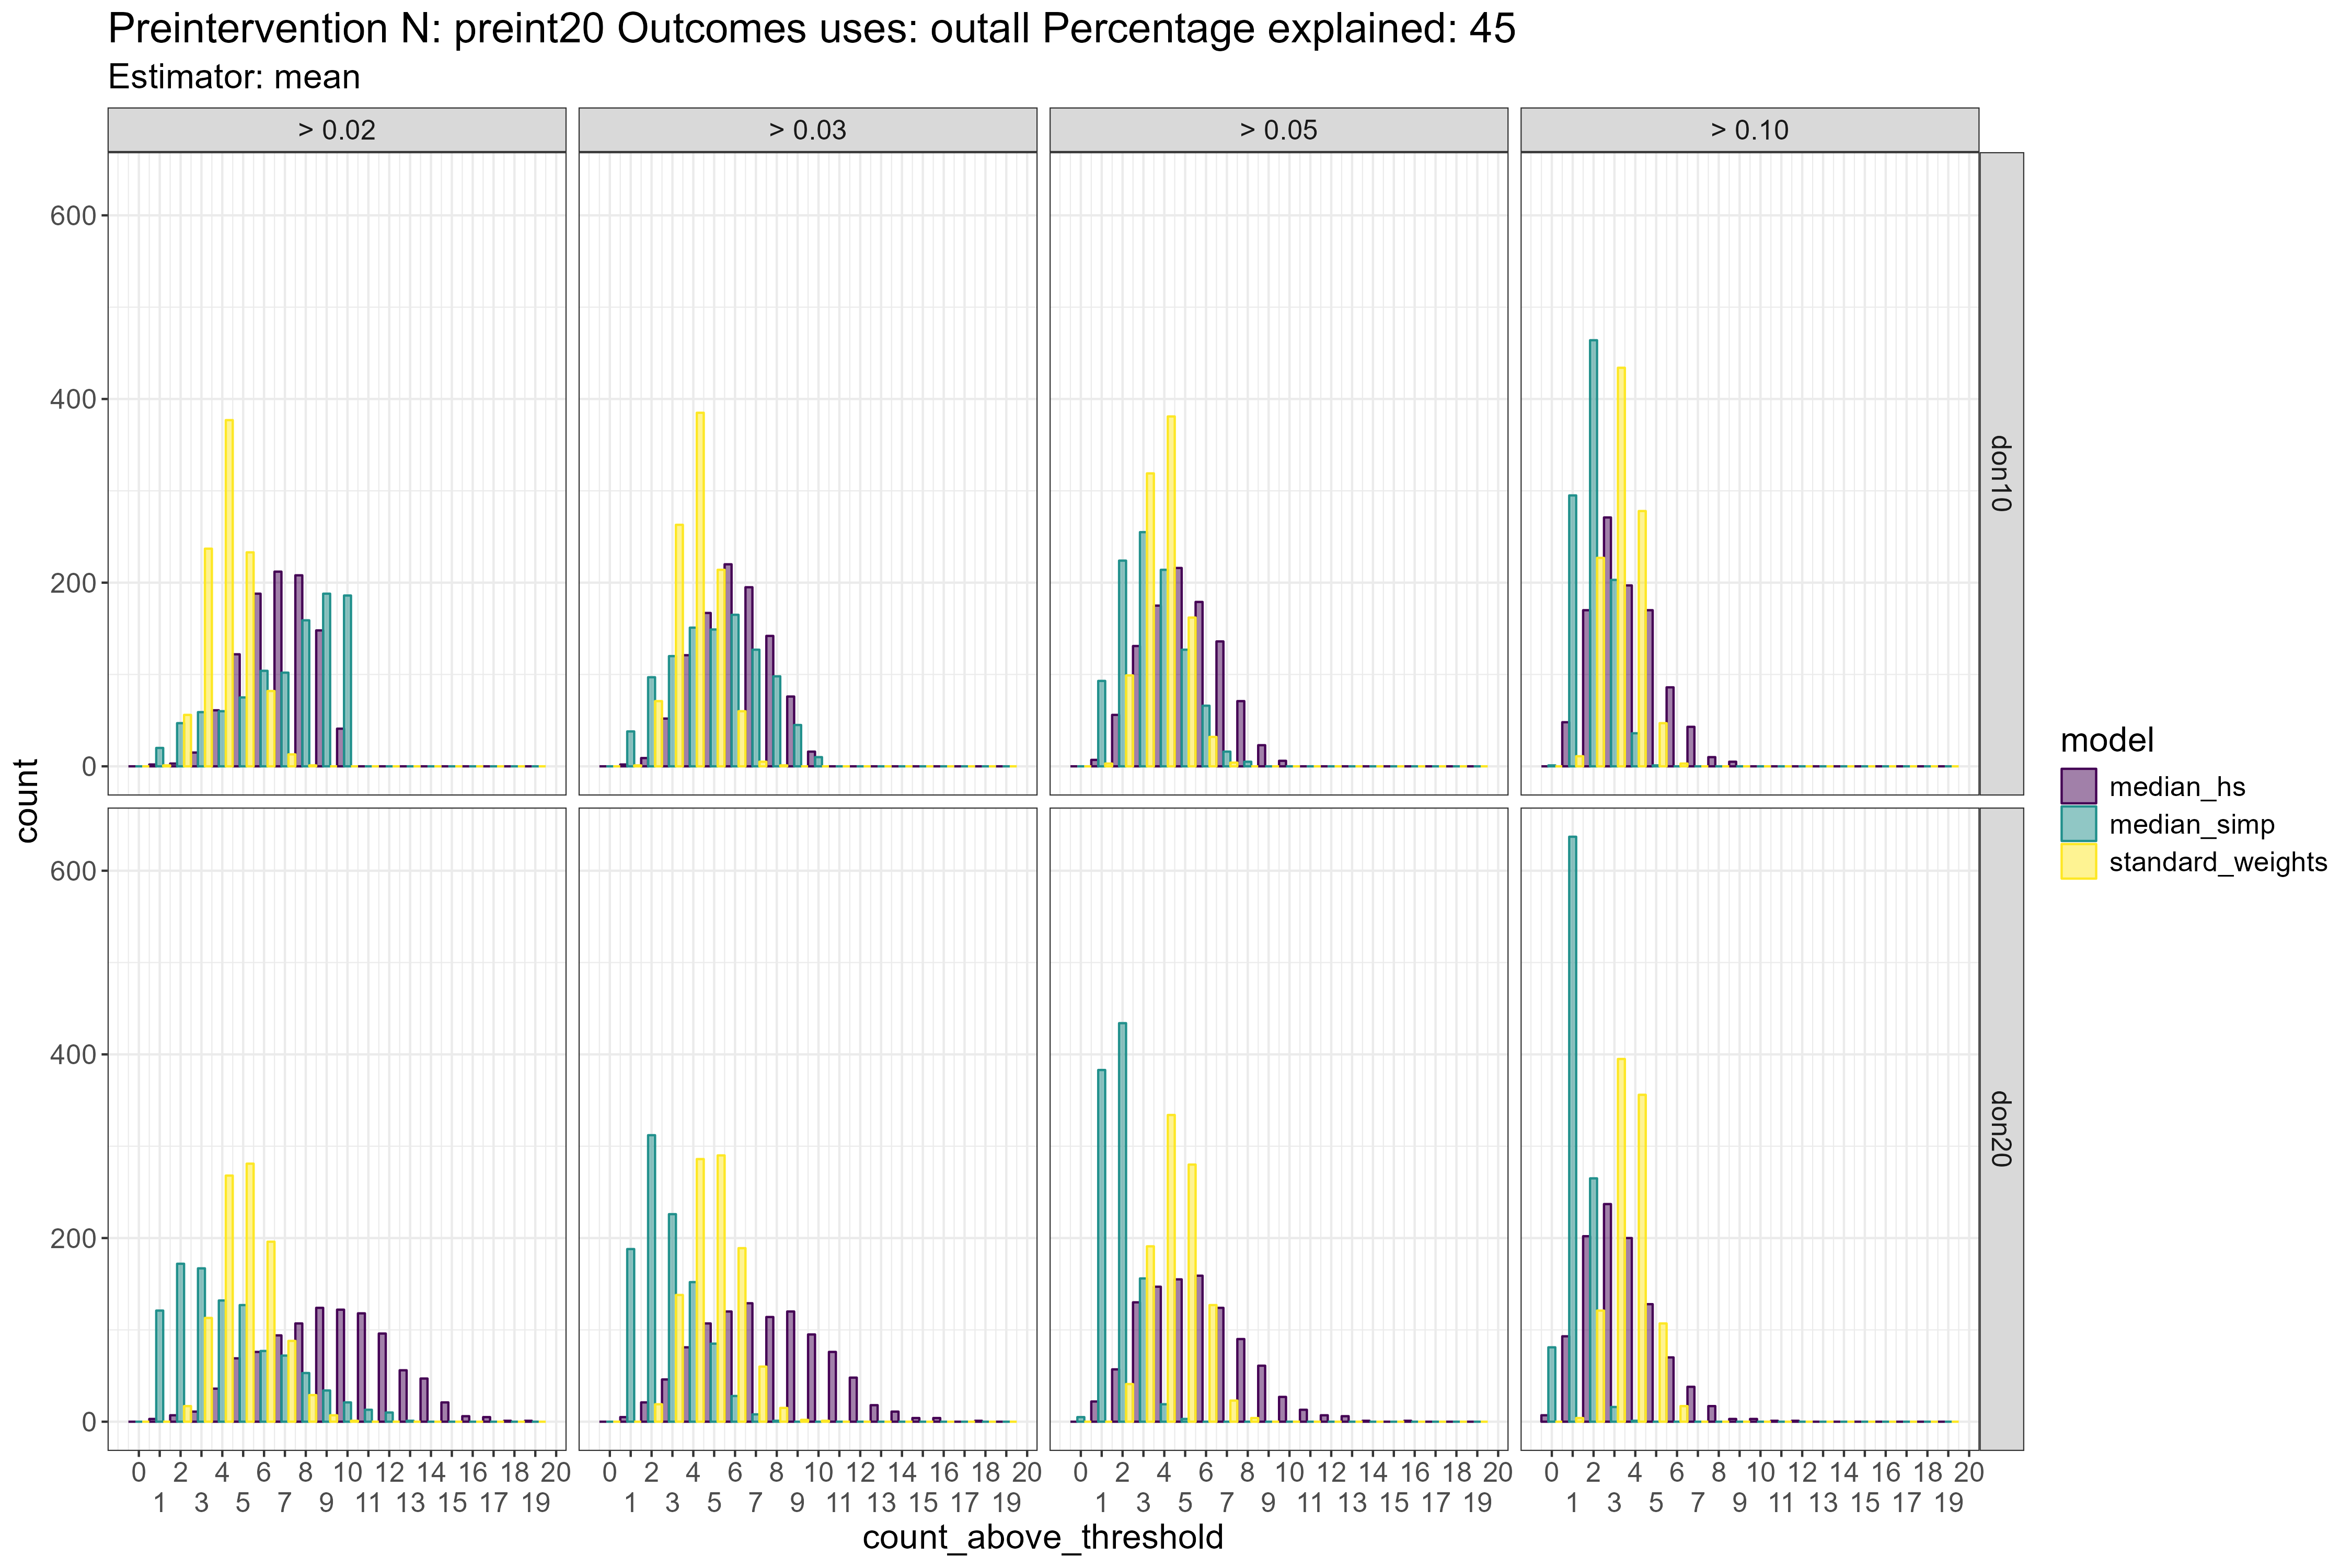 Preintervention N: preint20 Outcomes uses: outall Percentage explained: 45
Estimator: mean
> 0.02 > 0.03 > 0.05 > 0.10
600
400
200
0
don10
600
400
200
0
don20
0 2 4 6 8 10 12 14 16 18 20 0 2 4 6 8 10 12 14 16 18 20 0 2 4 6 8 10 12 14 16 18 20 0 2 4 6 8 10 12 14 16 18 20
1 3 5 7 9 11 13 15 17 19 1 3 5 7 9 11 13 15 17 19 1 3 5 7 9 11 13 15 17 19 1 3 5 7 9 11 13 15 17 19
count_above_threshold
count
model
median_hs
median_simp
standard_weights